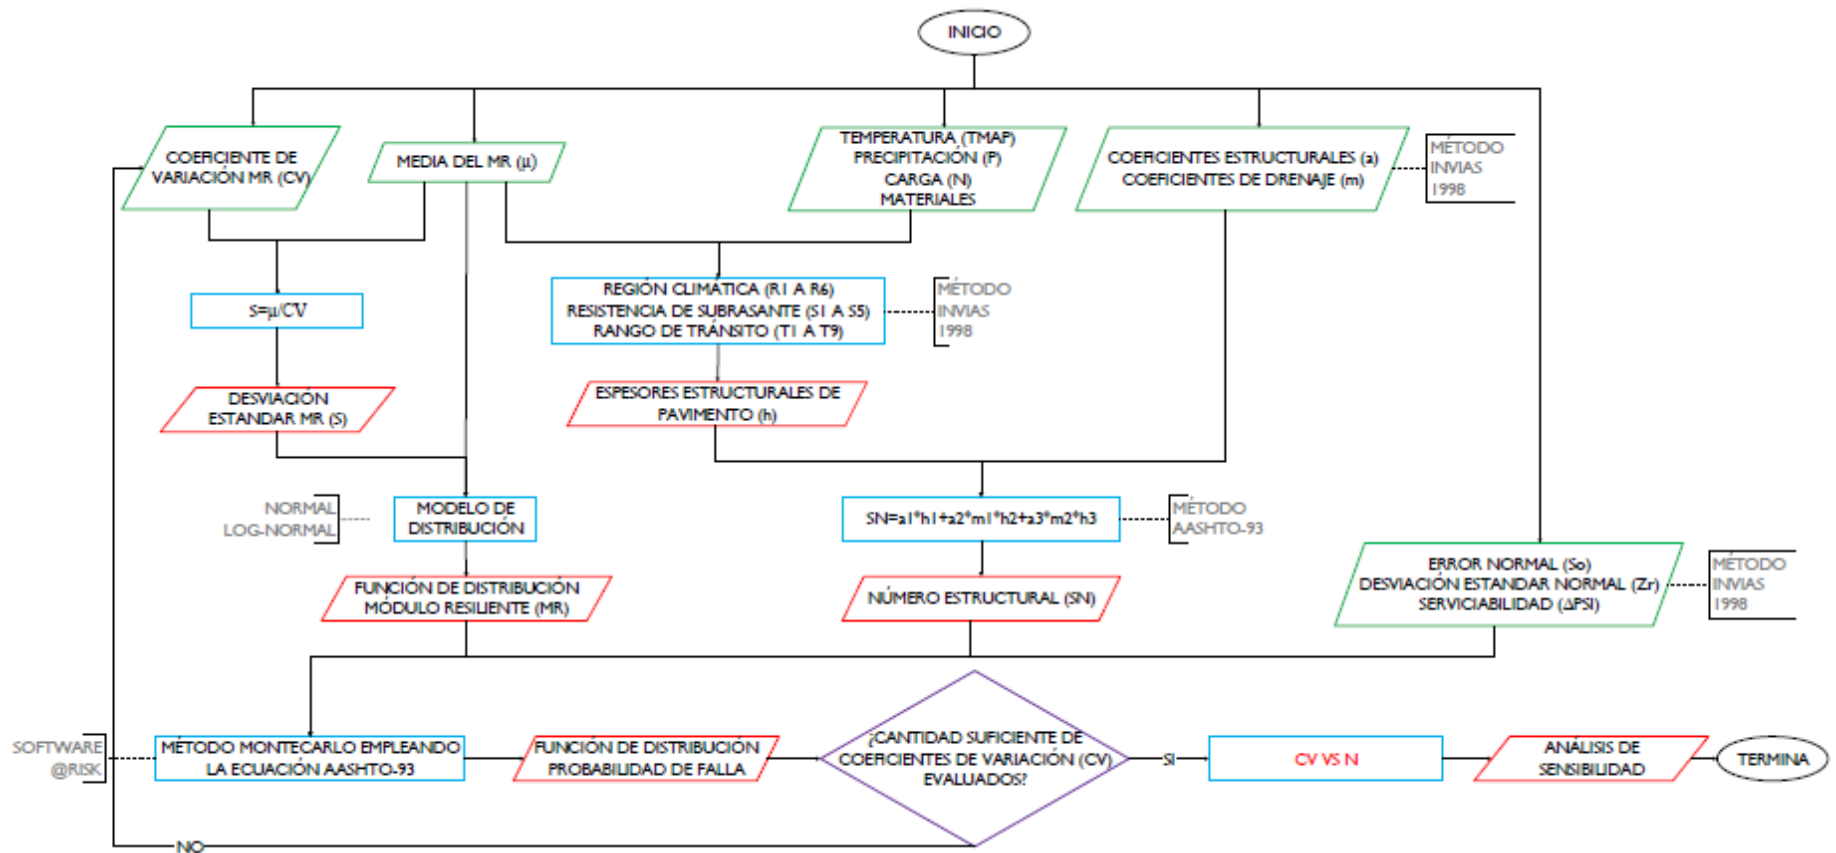 INICIO
COEFICIENTE DE
VARIACIÓN MR (CV)
MEDIA DEL MR (μ)
TEMPERATURA (TMAP)
PRECIPITACIÓN (P)
CARGA (N)
MATERIALES
COEFICIENTES ESTRUCTURALES (a)
COEFICIENTES DE DRENAJE (m)
MÉTODO
INVIAS
1998
S=μ/CV
REGIÓN CLIMÁTICA (R1 A R6)
RESISTENCIA DE SUBRASANTE (S1 A S5)
RANGO DE TRÁNSITO (T1 A T9)
MÉTODO
INVIAS
1998
DESVIACIÓN
ESTANDAR MR (S)
ESPESORES ESTRUCTURALES DE
PAVIMENTO (h)
NORMAL
LOG-NORMAL
MODELO DE
DISTRIBUCIÓN
SN=a1*h1+a2*m1*h2+a3*m2*h3
MÉTODO
AASHTO-93
FUNCIÓN DE DISTRIBUCIÓN
MÓDULO RESILIENTE (MR)
NÚMERO ESTRUCTURAL (SN)
ERROR NORMAL (So)
DESVIACIÓN ESTANDAR NORMAL (Zr)
SERVICIABILIDAD (ΔPSI)
MÉTODO
INVIAS
1998
SOFTWARE
@RISK
MÉTODO MONTECARLO EMPLEANDO
LA ECUACIÓN AASHTO-93
FUNCIÓN DE DISTRIBUCIÓN
PROBABILIDAD DE FALLA
¿CANTIDAD SUFICIENTE DE
COEFICIENTES DE VARIACIÓN (CV)
EVALUADOS?
SI
CV VS N
ANÁLISIS DE
SENSIBILIDAD
TERMINA
NO